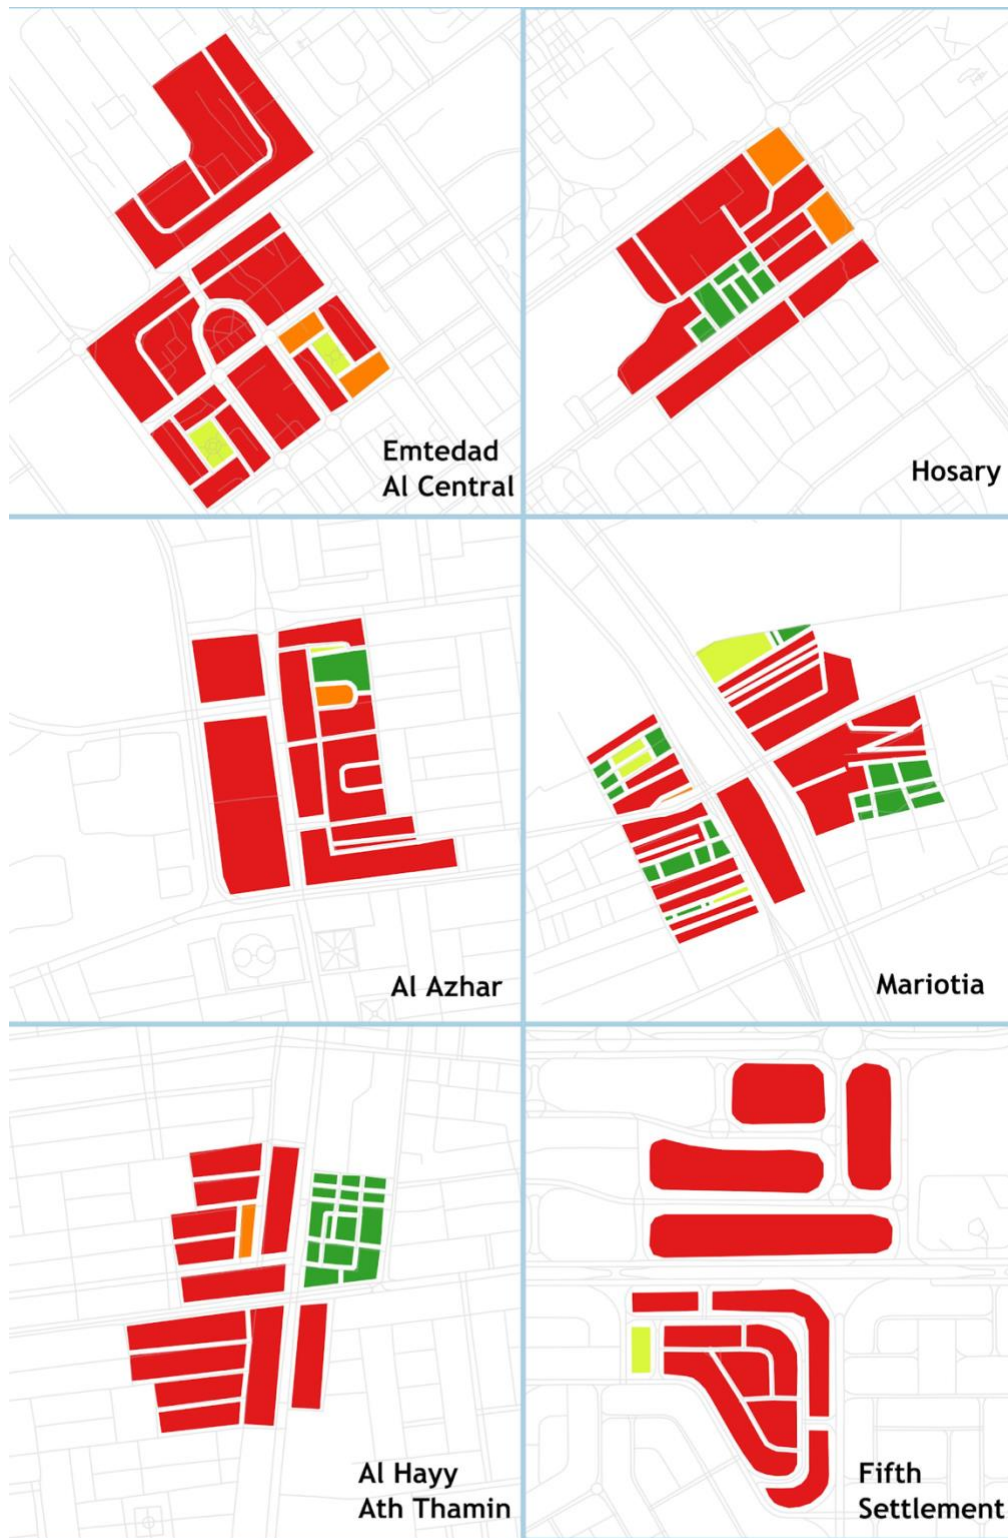 Emtedad
Al Central
Hosary
Al Azhar
Mariotia
Al Hayy
Ath Thamin
Fifth
Settlement